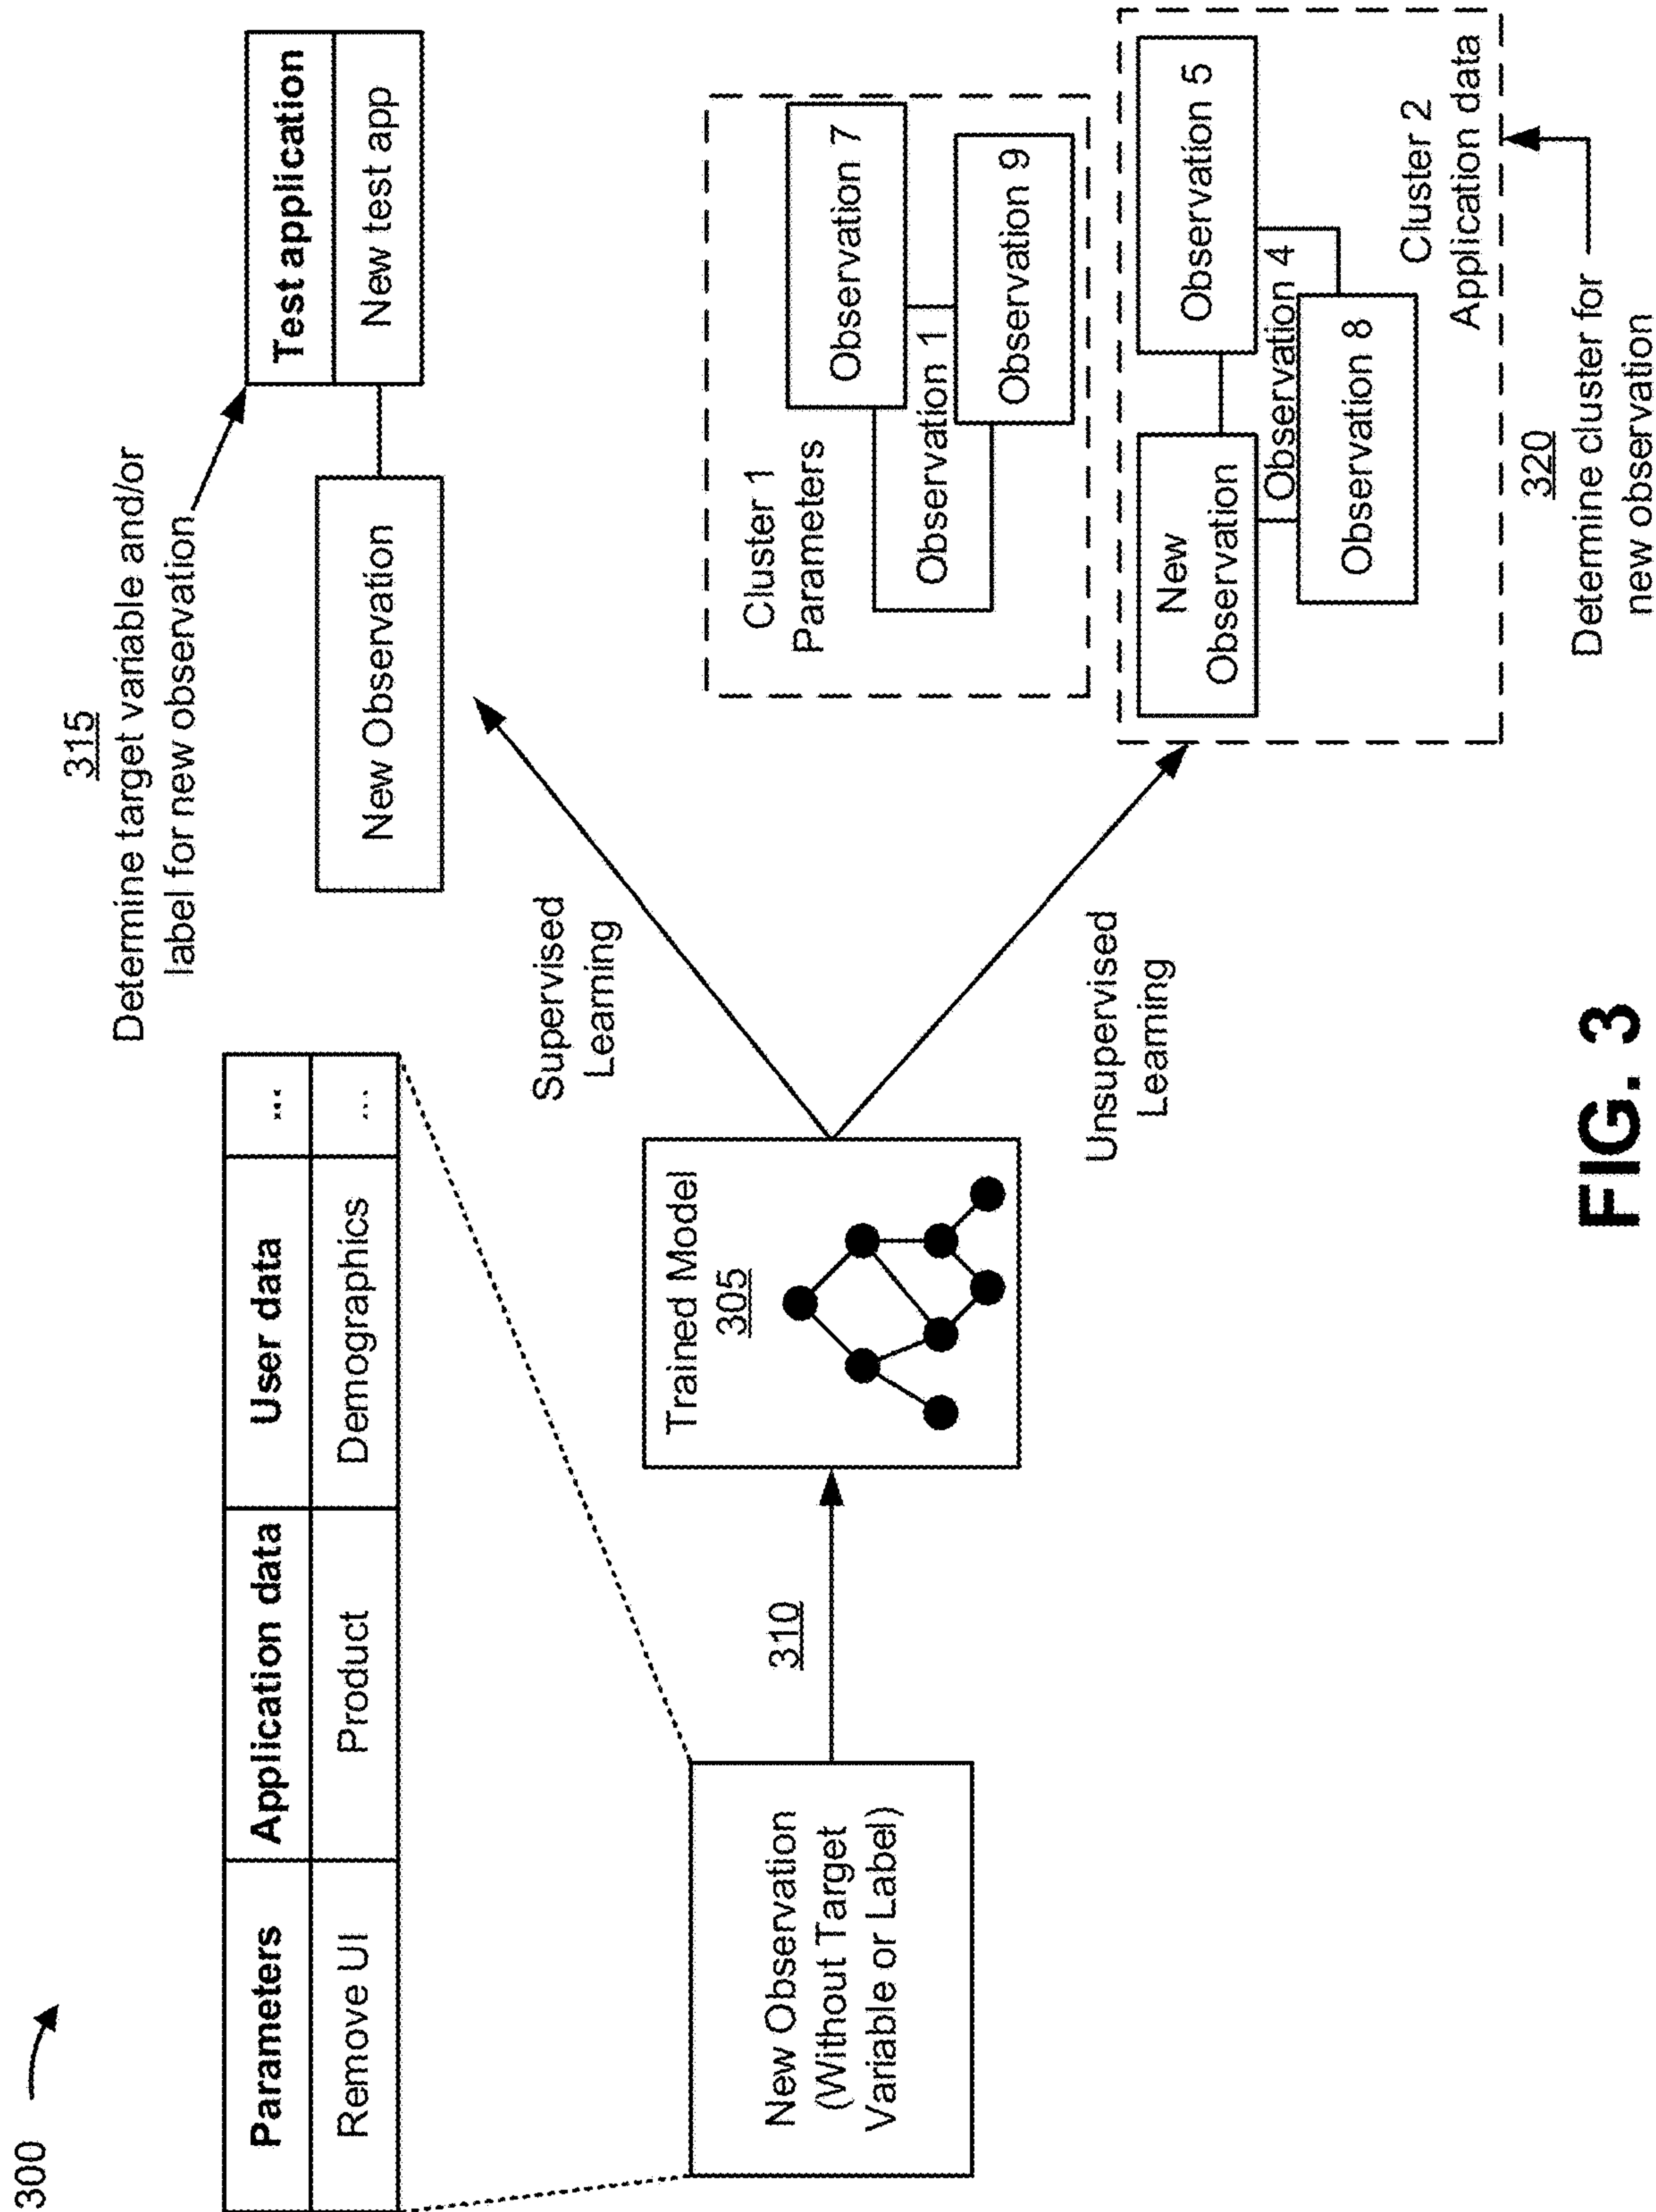 300
Parameters
Application data
User data
...
Remove UI
Product
Demographics
...
New Observation
(Without Target
Variable or Label)
310
Trained Model
305
Supervised
Learning
Unsupervised
Learning
315
Determine target variable and/or
label for new observation
New Observation
Test application
New test app
Cluster 1
Parameters
Observation 7
Observation 1
Observation 9
New
Observation
Observation 5
Observation 4
Observation 8
Cluster 2
Application data
320
Determine cluster for
new observation
FIG. 3